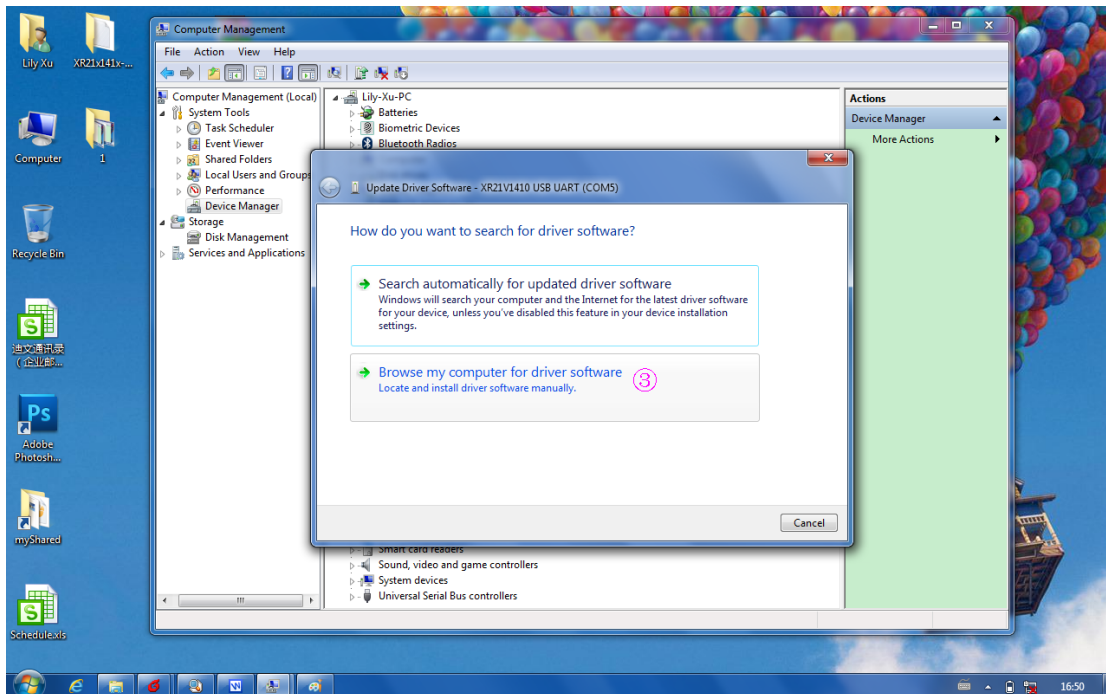 Lily Xu
XR21x141x-...
Computer
1
Recycle Bin
迪文通讯录
(企业邮...
Ps
Adobe
Photosh...
myShared
S
Schedule.xls
Computer Management
File Action View Help
Computer Management (Local)
System Tools
Task Scheduler
Event Viewer
Shared Folders
Local Users and Groups
Performance
Device Manager
Storage
Disk Management
Services and Applications
Lily-Xu-PC
Batteries
Biometric Devices
Bluetooth Radios
Actions
Device Manager
More Actions
Update Driver Software - XR21V1410 USB UART (COM5)
How do you want to search for driver software?
Search automatically for updated driver software
Windows will search your computer and the Internet for the latest driver software
for your device, unless you've disabled this feature in your device installation
settings.
Browse my computer for driver software
③
Locate and install driver software manually.
Cancel
Smart card readers
Sound, video and game controllers
System devices
Universal Serial Bus controllers
16:50